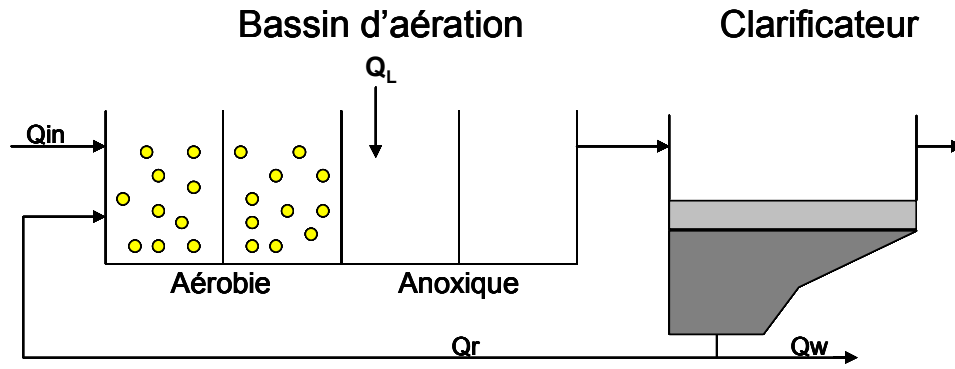 Bassin d'aération
Clarificateur
QL
Qin
Aérobie
Anoxique
Qr
Qw